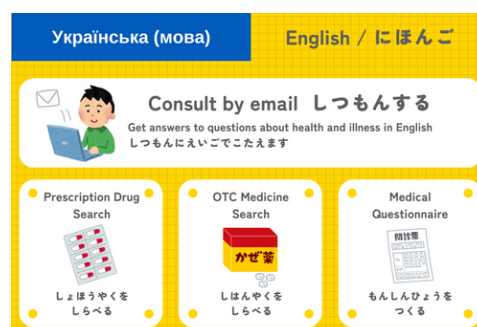 Українська (мова)
English / にほんご
Consult by email しつもんする
Get answers to questions about health and illness in English
しつもんにえいごでこたえます
Prescription Drug
Search
しょほうやくを
しらべる
OTC Medicine
Search
かぜ薬
しはんやくを
しらべる
Medical
Questionnaire
問診票
もんしんひょうを
つくる